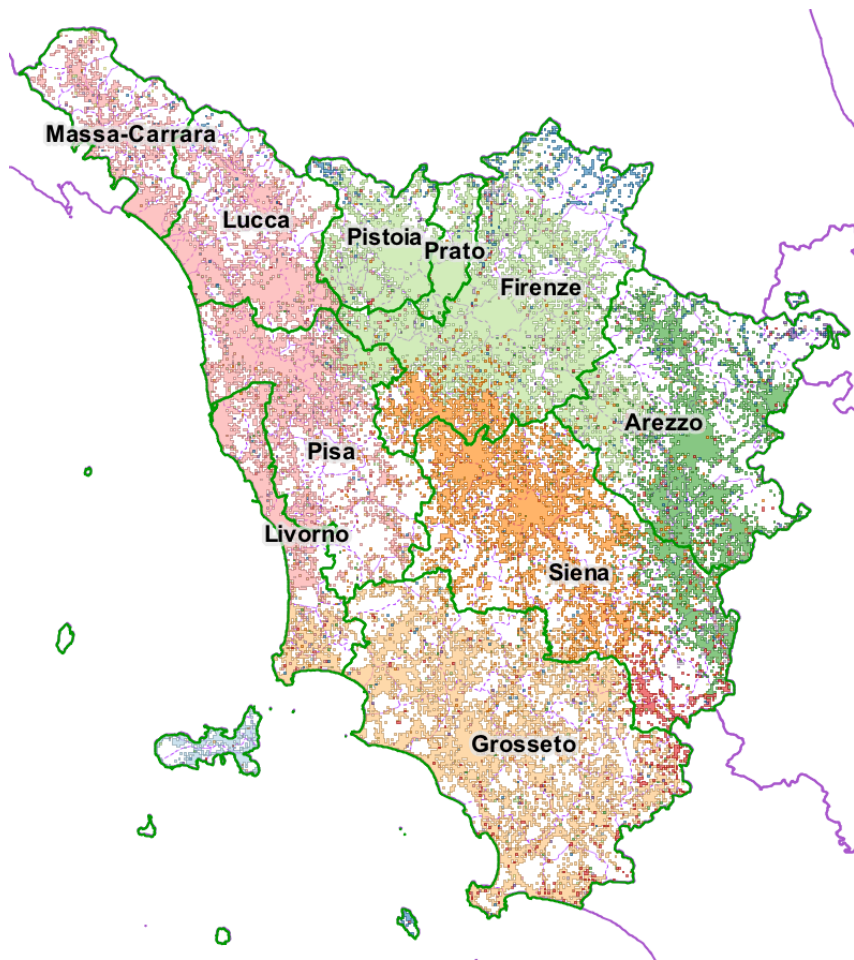 Massa-Carrara
Lucca
Pistoia
Prato
Firenze
Arezzo
Pisa
Livorno
Siena
Grosseto